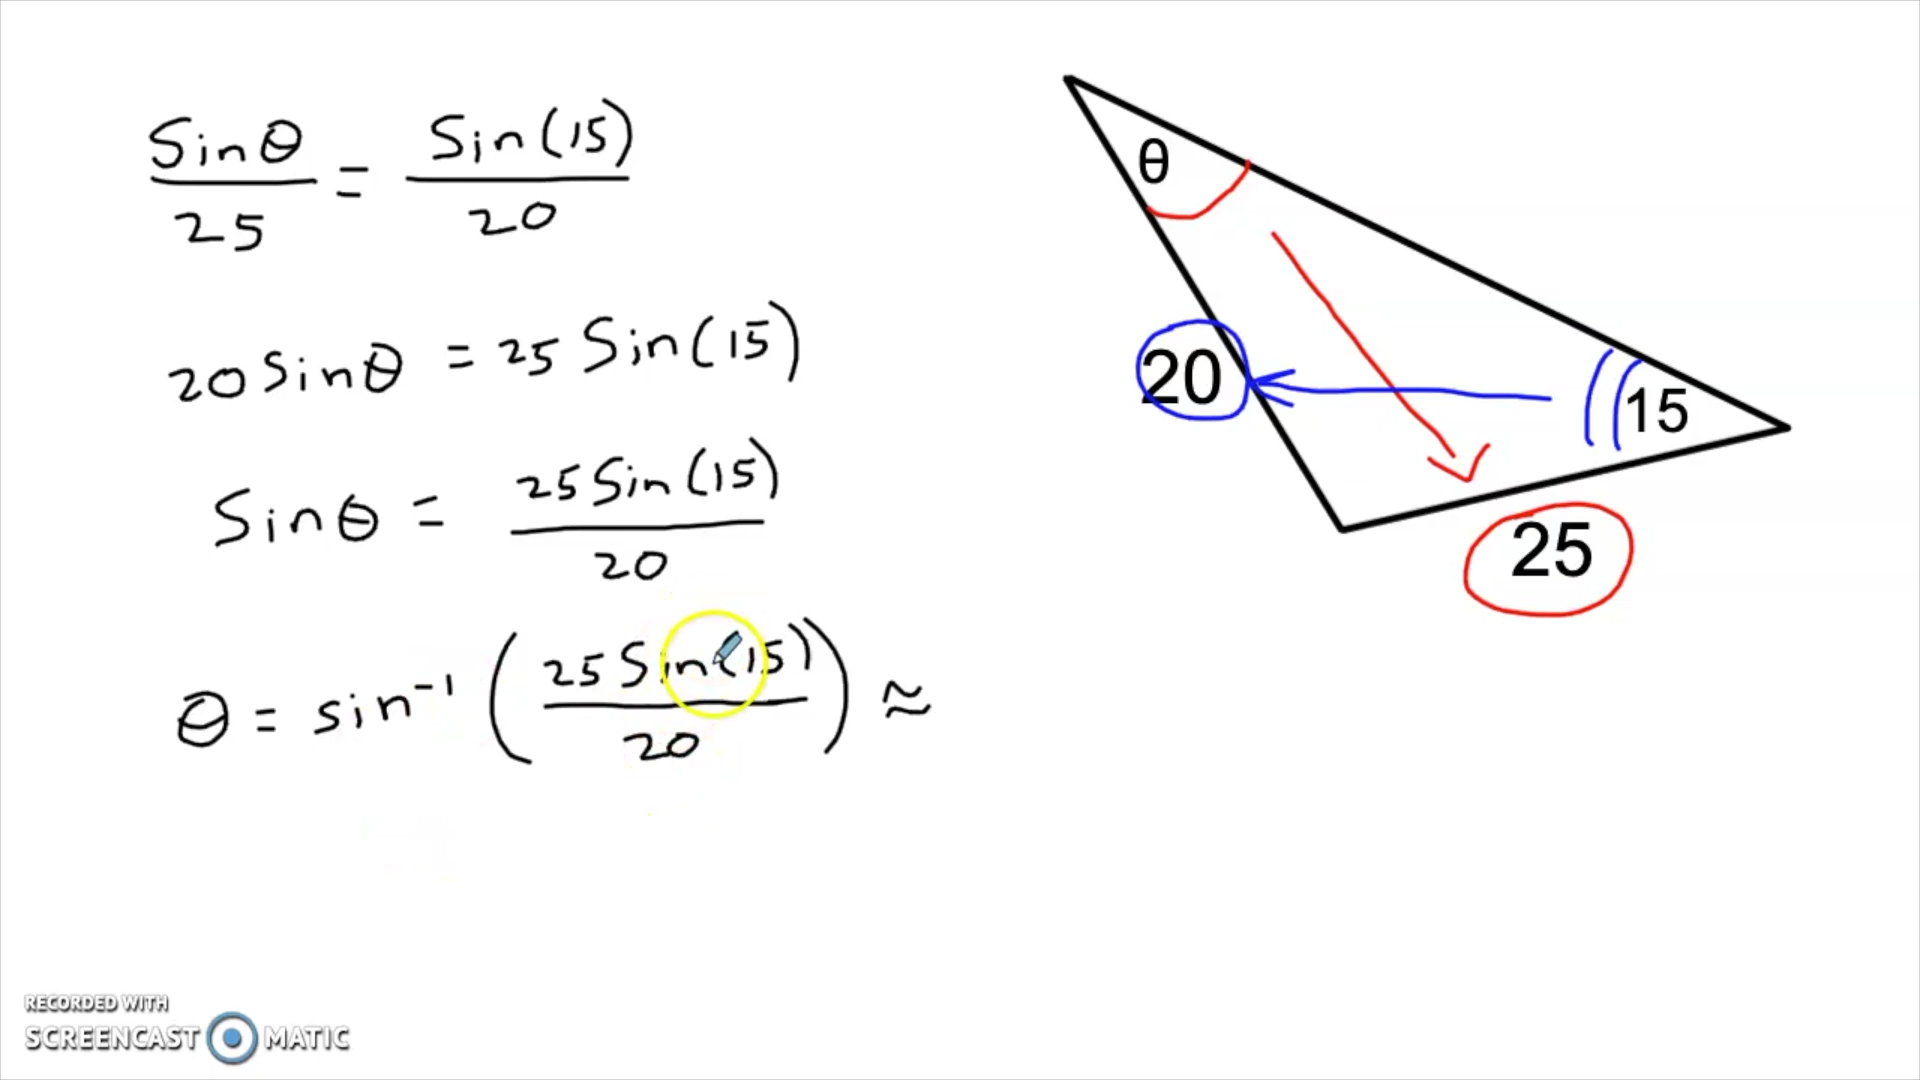 Sinθ/25 = Sin(15)/20
20 Sinθ = 25 Sin(15)
Sinθ = 25 Sin(15)/20
θ = sin⁻¹(25 Sin(15)/20) ≈
θ
20
15
25
RECORDED WITH
SCREENCAST MATIC